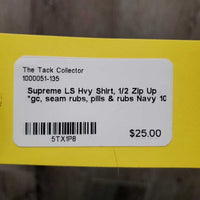 The Tack Collector
1000051-135
Supreme LS Hvy Shirt, 1/2 Zip Up
*gc, seam rubs, pills & rubs Navy 10
$25.00
5TX1P8